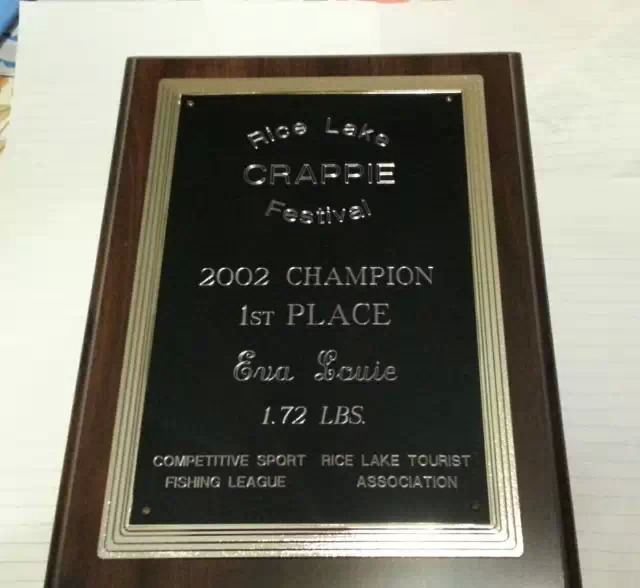 Rice Lake
CRAPPIE
Festival
2002 CHAMPION
1ST PLACE
Eva Louie
1.72 LBS.
COMPETITIVE SPORT RICE LAKE TOURIST
FISHING LEAGUE ASSOCIATION